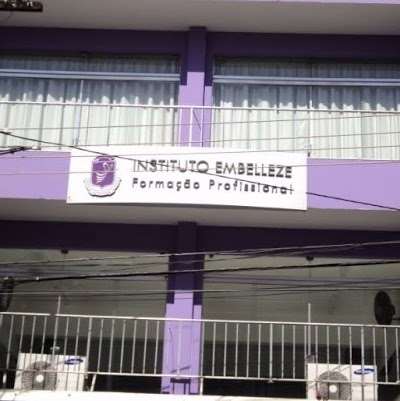 INSTITUTO EMBELLEZE
Formação Profissional